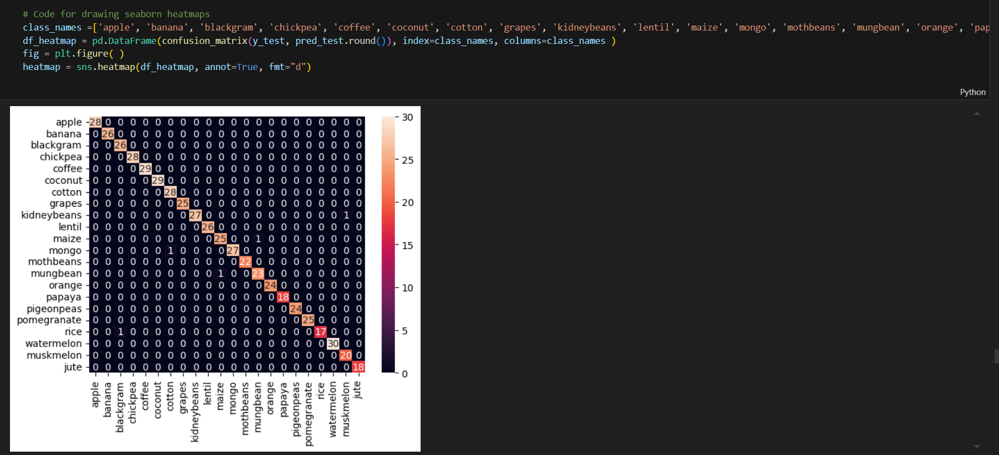 # Code for drawing seaborn heatmaps
class_names =['apple', 'banana', 'blackgram', 'chickpea', 'coffee', 'coconut', 'cotton', 'grapes', 'kidneybeans', 'lentil', 'maize', 'mongo', 'mothbeans', 'mungbean', 'orange', 'pap
df_heatmap = pd.DataFrame(confusion_matrix(y_test, pred_test.round()), index=class_names, columns=class_names )
fig = plt.figure( )
heatmap = sns.heatmap(df_heatmap, annot=True, fmt="d")
Python
apple 28 0 0 0 0 0 0 0 0 0 0 0 0 0 0 0 0 0 0 0 0 0
banana 0 26 0 0 0 0 0 0 0 0 0 0 0 0 0 0 0 0 0 0 0 0
blackgram 0 0 26 0 0 0 0 0 0 0 0 0 0 0 0 0 0 0 0 0 0 0
chickpea 0 0 0 28 0 0 0 0 0 0 0 0 0 0 0 0 0 0 0 0 0 0
coffee 0 0 0 0 29 0 0 0 0 0 0 0 0 0 0 0 0 0 0 0 0 0
coconut 0 0 0 0 0 29 0 0 0 0 0 0 0 0 0 0 0 0 0 0 0 0
cotton 0 0 0 0 0 0 28 0 0 0 0 0 0 0 0 0 0 0 0 0 0 0
grapes 0 0 0 0 0 0 0 25 0 0 0 0 0 0 0 0 0 0 0 0 0 0
kidneybeans 0 0 0 0 0 0 0 0 27 0 0 0 0 0 0 0 0 0 0 0 1 0
lentil 0 0 0 0 0 0 0 0 0 26 0 0 0 0 0 0 0 0 0 0 0 0
maize 0 0 0 0 0 0 0 0 0 0 25 0 0 1 0 0 0 0 0 0 0 0
mongo 0 0 0 0 0 0 1 0 0 0 0 27 0 0 0 0 0 0 0 0 0 0
mothbeans 0 0 0 0 0 0 0 0 0 0 0 0 22 0 0 0 0 0 0 0 0 0
mungbean 0 0 0 0 0 0 0 0 0 0 1 0 0 23 0 0 0 0 0 0 0 0
orange 0 0 0 0 0 0 0 0 0 0 0 0 0 0 24 0 0 0 0 0 0 0
papaya 0 0 0 0 0 0 0 0 0 0 0 0 0 0 0 18 0 0 0 0 0 0
pigeonpeas 0 0 0 0 0 0 0 0 0 0 0 0 0 0 0 0 24 0 0 0 0 0
pomegranate 0 0 0 0 0 0 0 0 0 0 0 0 0 0 0 0 0 25 0 0 0 0
rice 0 0 1 0 0 0 0 0 0 0 0 0 0 0 0 0 0 0 17 0 0 0
watermelon 0 0 0 0 0 0 0 0 0 0 0 0 0 0 0 0 0 0 0 30 0 0
muskmelon 0 0 0 0 0 0 0 0 0 0 0 0 0 0 0 0 0 0 0 0 20 0
jute 0 0 0 0 0 0 0 0 0 0 0 0 0 0 0 0 0 0 0 0 0 18
apple
banana
blackgram
chickpea
coffee
coconut
cotton
grapes
kidneybeans
lentil
maize
mongo
mothbeans
mungbean
orange
papaya
pigeonpeas
pomegranate
rice
watermelon
muskmelon
jute
30
25
20
15
10
5
0